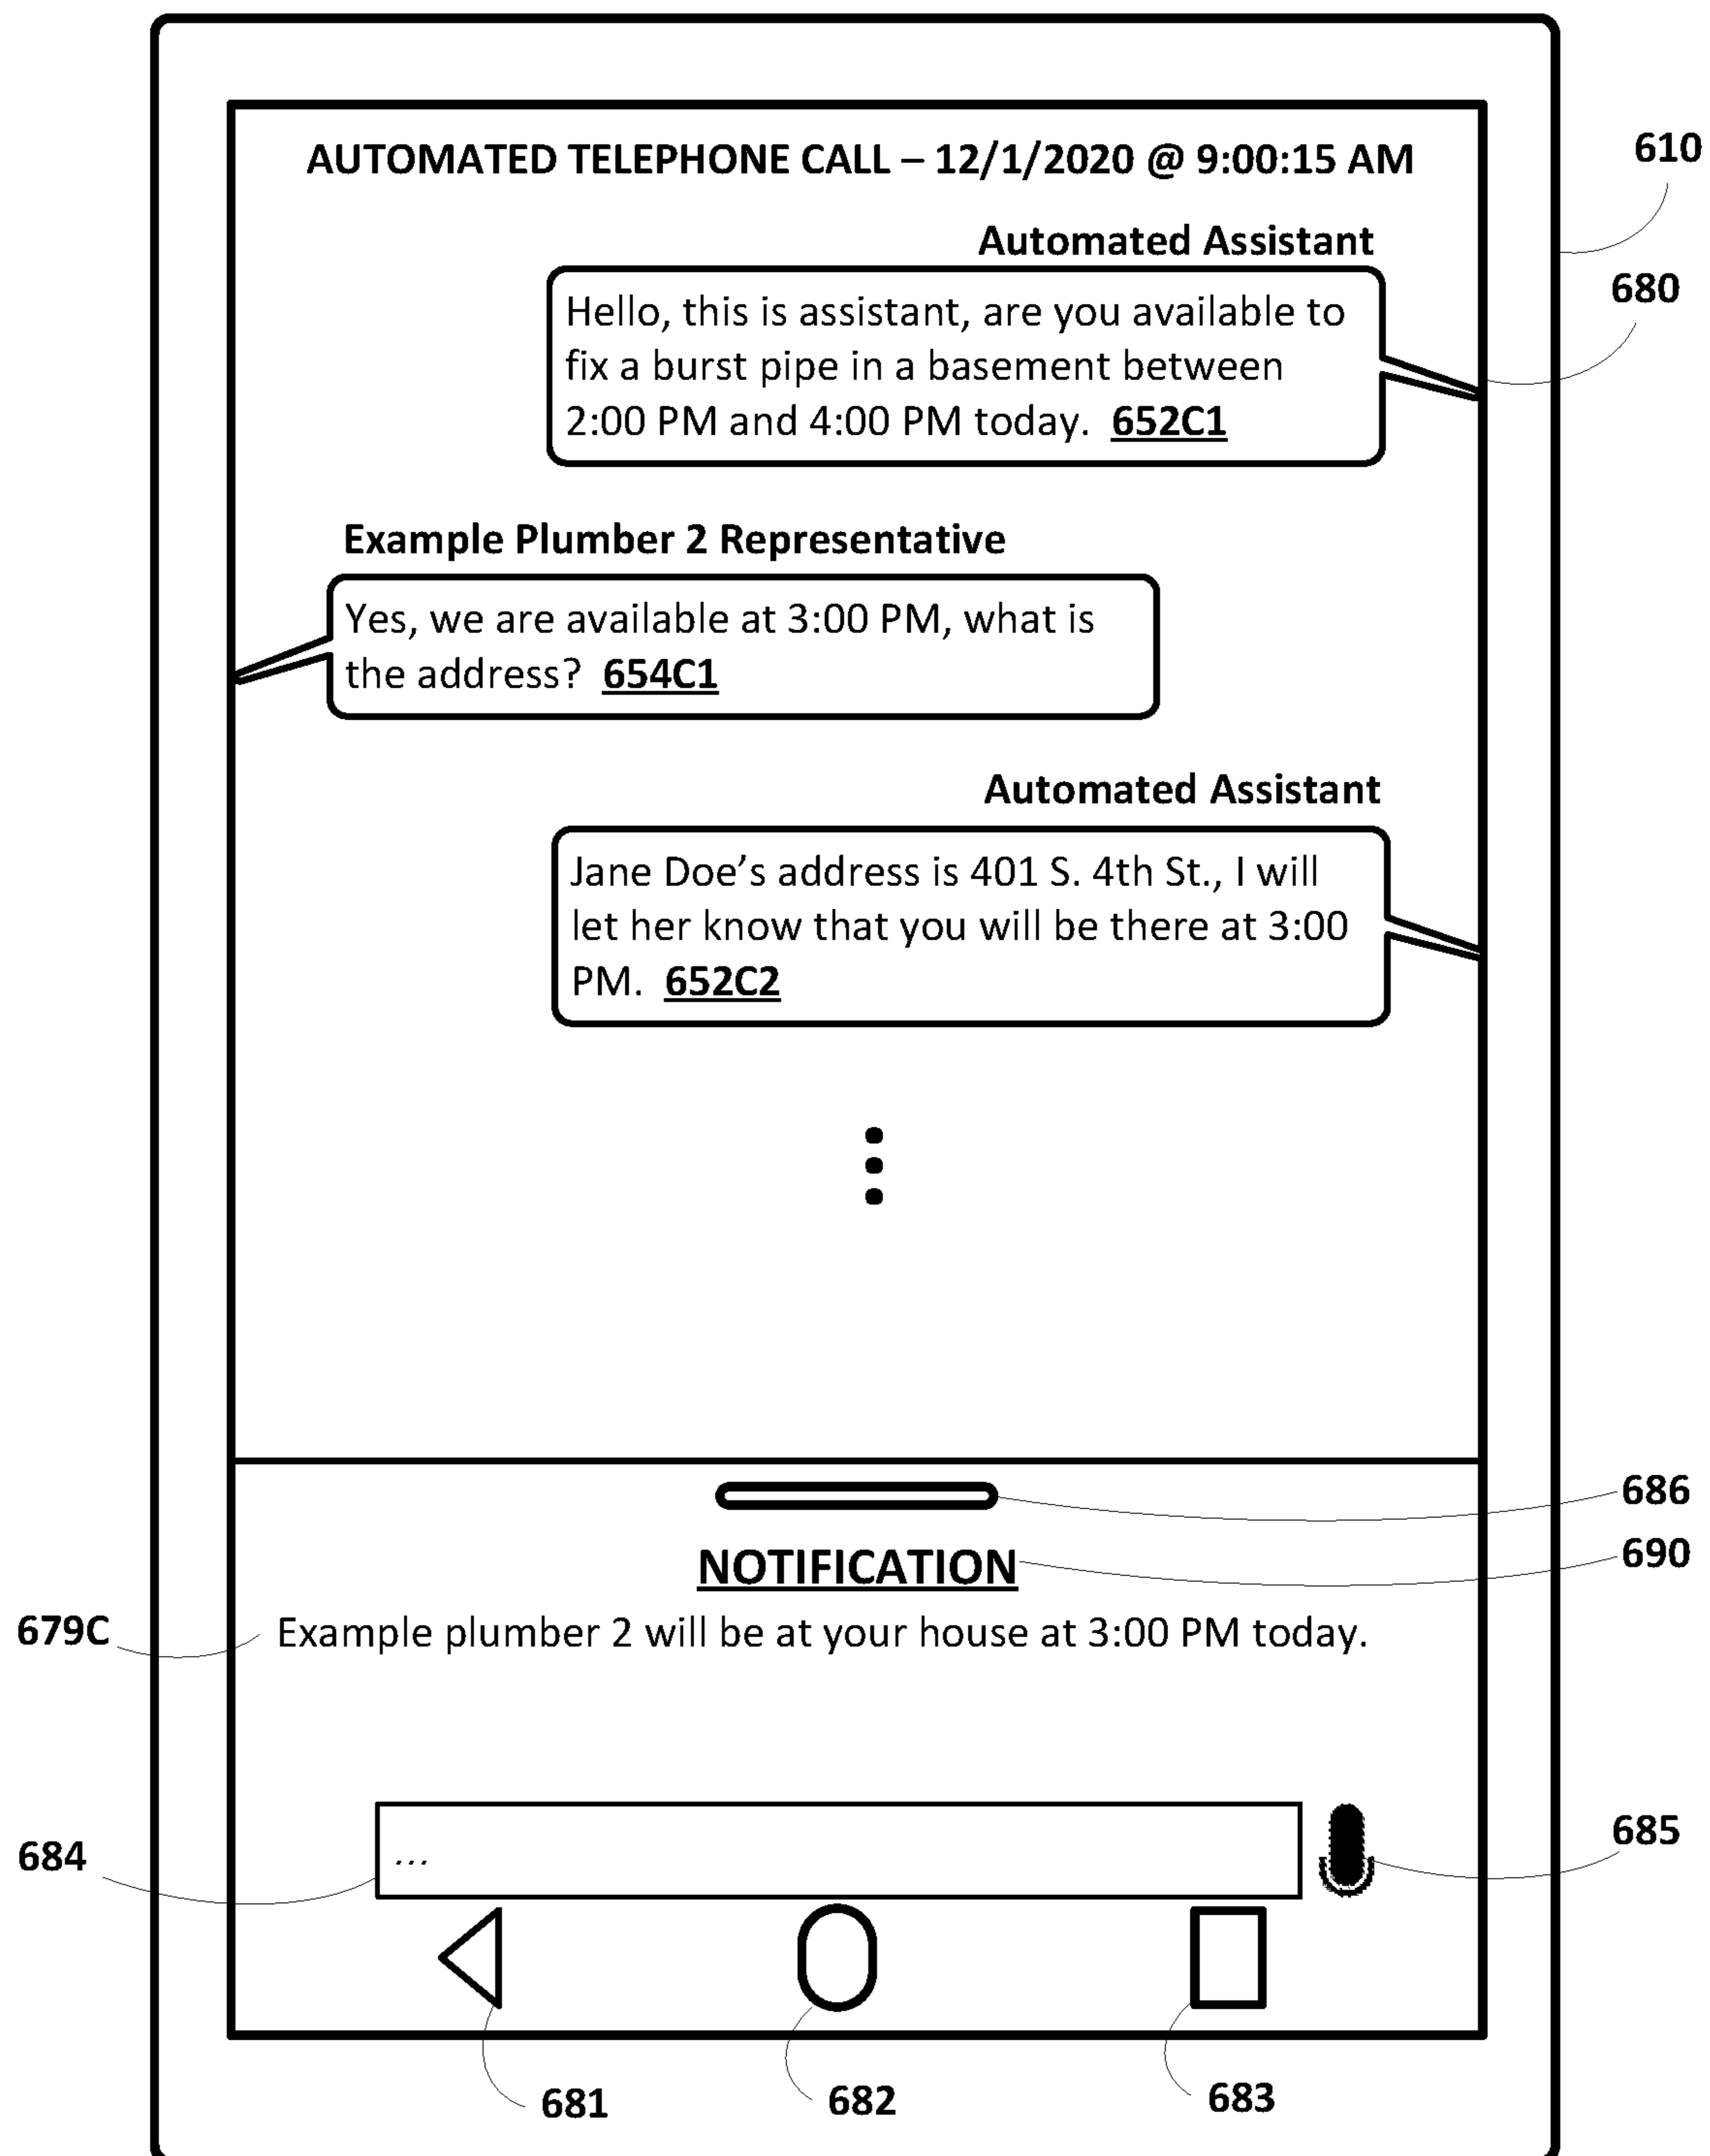 AUTOMATED TELEPHONE CALL – 12/1/2020 @ 9:00:15 AM
610
Automated Assistant
680
Hello, this is assistant, are you available to
fix a burst pipe in a basement between
2:00 PM and 4:00 PM today. 652C1
Example Plumber 2 Representative
Yes, we are available at 3:00 PM, what is
the address? 654C1
Automated Assistant
Jane Doe’s address is 401 S. 4th St., I will
let her know that you will be there at 3:00
PM. 652C2
686
NOTIFICATION
690
679C
Example plumber 2 will be at your house at 3:00 PM today.
684
...
685
681
682
683